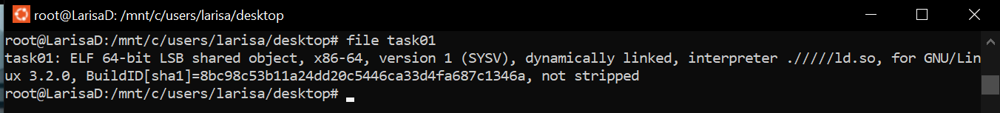 root@LarisaD: /mnt/c/users/larisa/desktop
root@LarisaD:/mnt/c/users/larisa/desktop# file task01
task01: ELF 64-bit LSB shared object, x86-64, version 1 (SYSV), dynamically linked, interpreter ./////ld.so, for GNU/Lin
ux 3.2.0, BuildID[sha1]=8bc98c53b11a24dd20c5446ca33d4fa687c1346a, not stripped
root@LarisaD:/mnt/c/users/larisa/desktop#